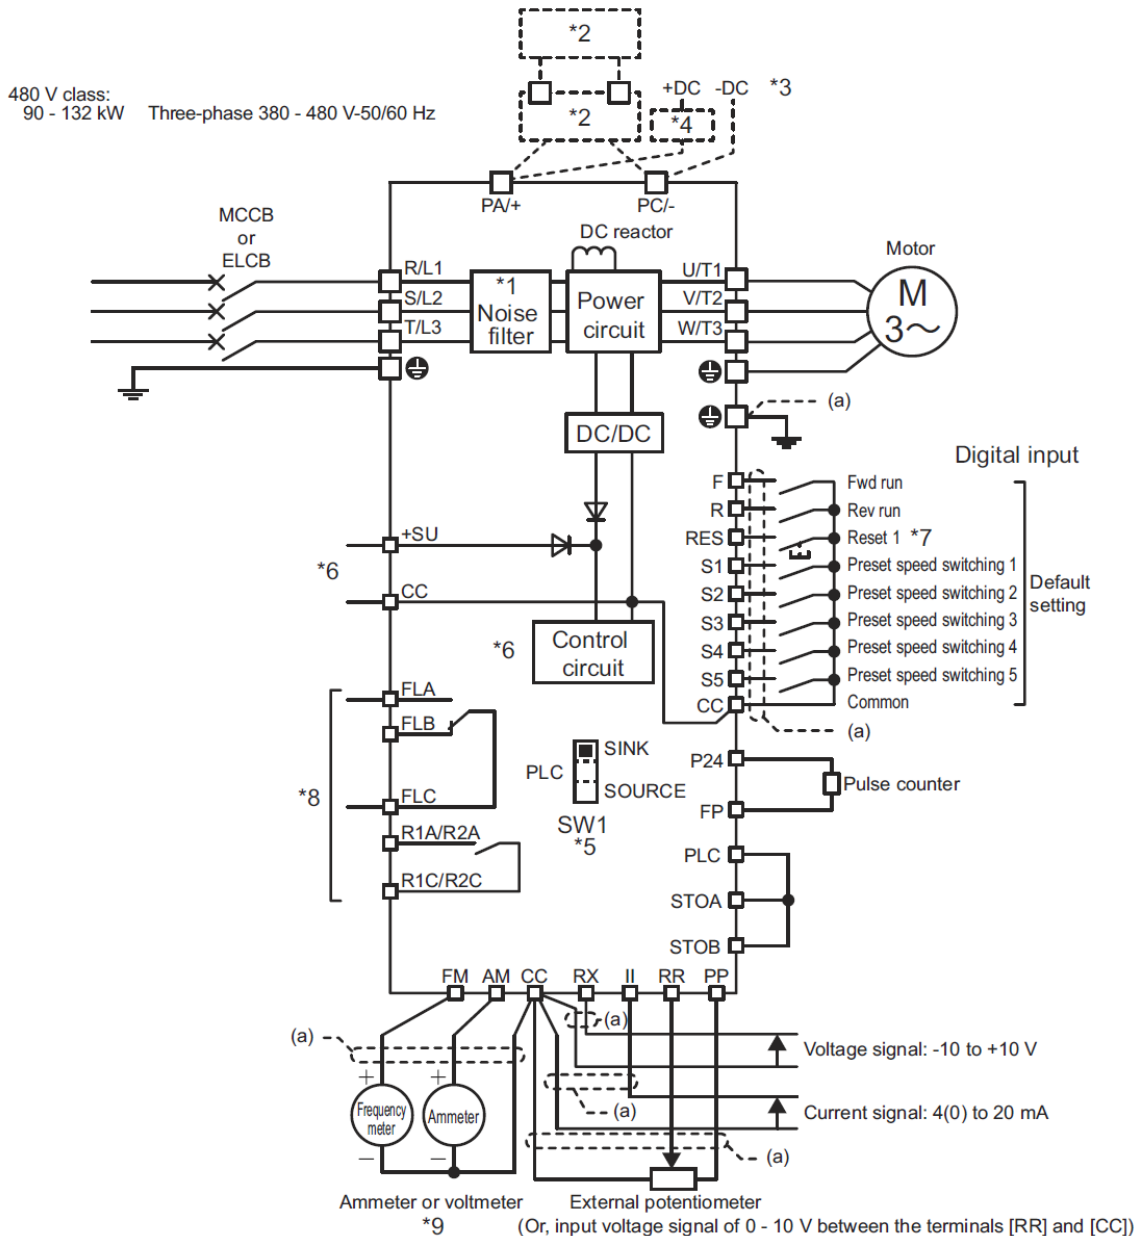 *2
480 V class:
90 - 132 kW Three-phase 380 - 480 V-50/60 Hz
*2
+DC -DC *3
*4
PA/+ PC/-
MCCB
or
ELCB
DC reactor
Motor
R/L1
S/L2
T/L3
*1
Noise
filter
Power
circuit
U/T1
V/T2
W/T3
M
3~
(a)
DC/DC
Digital input
F Fwd run
R Rev run
RES Reset 1 *7
S1 Preset speed switching 1
S2 Preset speed switching 2
S3 Preset speed switching 3
S4 Preset speed switching 4
S5 Preset speed switching 5
CC Common
Default
setting
(a)
+SU
*6
CC
*6
Control
circuit
FLA
FLB
FLC
*8
R1A/R2A
R1C/R2C
PLC
SINK
SOURCE
SW1
*5
P24
FP
Pulse counter
PLC
STOA
STOB
FM AM CC RX II RR PP
(a)
(a)
Voltage signal: -10 to +10 V
+ +
Frequency
meter
Ammeter
(a)
Current signal: 4(0) to 20 mA
– –
(a)
Ammeter or voltmeter
*9
External potentiometer
(Or, input voltage signal of 0 - 10 V between the terminals [RR] and [CC])